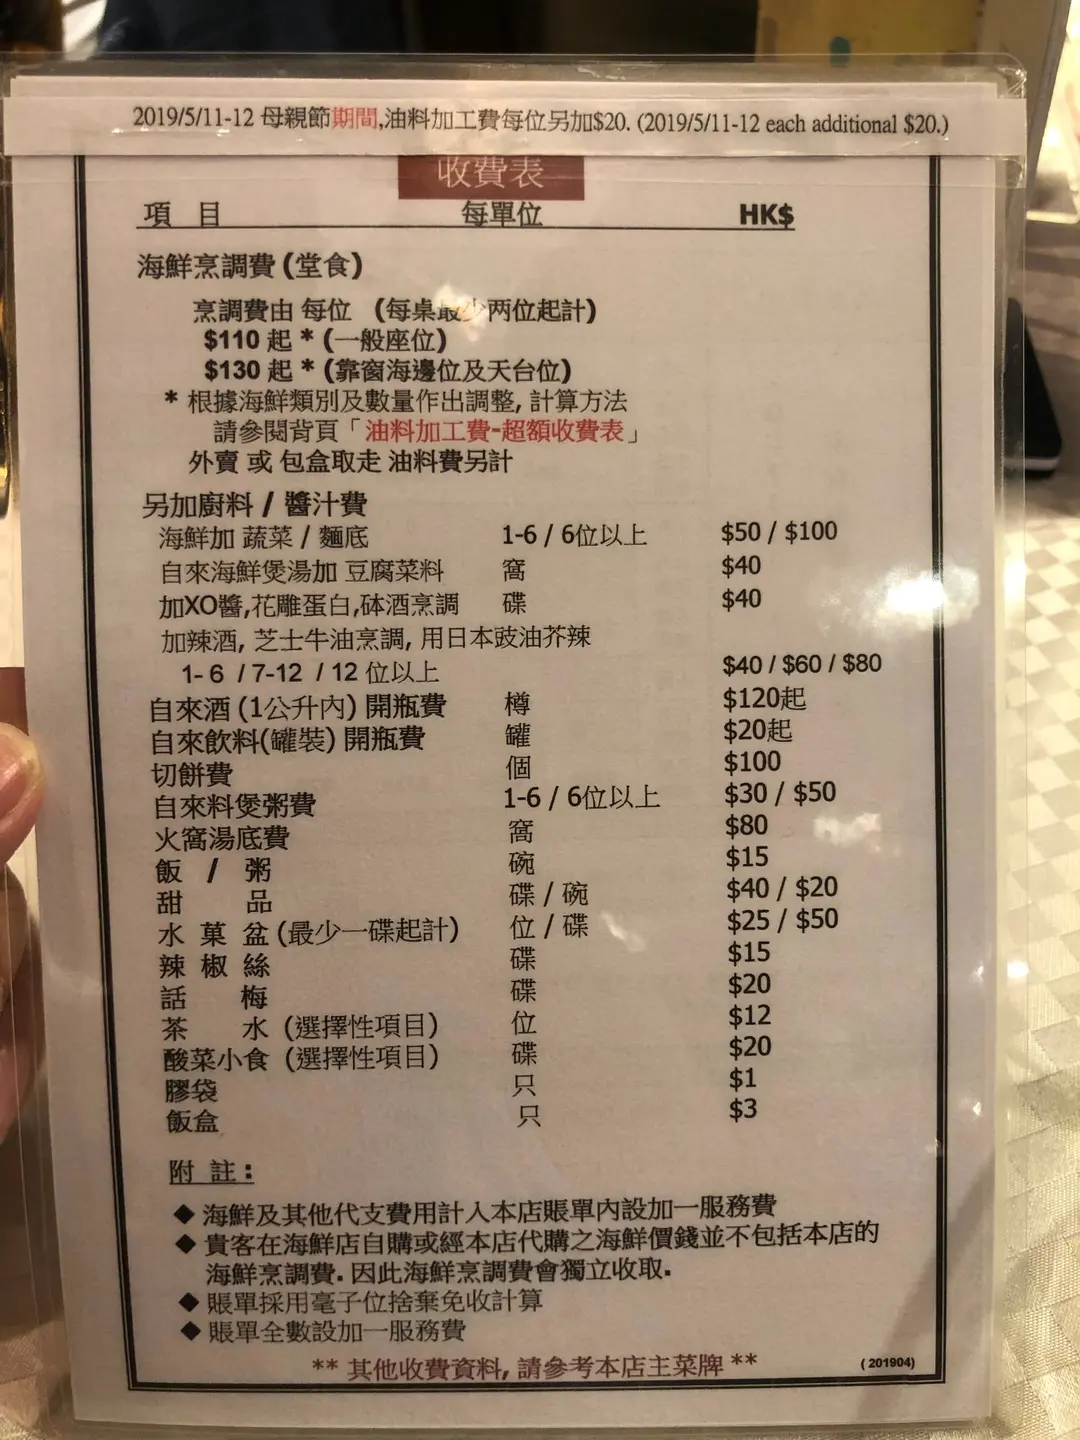 2019/5/11-12 母親節期間,油料加工費每位另加$20. (2019/5/11-12 each additional $20.)
收費表
項 目 每單位 HK$
海鮮烹調費 (堂食)
烹調費由 每位 (每桌最少两位起計)
$110 起 * (一般座位)
$130 起 * (靠窗海邊位及天台位)
* 根據海鮮類別及數量作出調整, 計算方法
請參閱背頁「油料加工費-超額收費表」
外賣 或 包盒取走 油料費另計
另加廚料 / 醬汁費
海鮮加 蔬菜 / 麵底 1-6 / 6位以上 $50 / $100
自來海鮮煲湯加 豆腐菜料 窩 $40
加XO醬,花雕蛋白,砵酒烹調 碟 $40
加辣酒, 芝士牛油烹調, 用日本豉油芥辣
1- 6 / 7-12 / 12 位以上 $40 / $60 / $80
自來酒 (1公升內) 開瓶費 樽 $120起
自來飲料(罐裝) 開瓶費 罐 $20起
切餅費 個 $100
自來料煲粥費 1-6 / 6位以上 $30 / $50
火窩湯底費 窩 $80
飯 / 粥 碗 $15
甜 品 碟 / 碗 $40 / $20
水 菓 盆 (最少一碟起計) 位 / 碟 $25 / $50
辣 椒 絲 碟 $15
話 梅 碟 $20
茶 水 (選擇性項目) 位 $12
酸菜小食 (選擇性項目) 碟 $20
膠袋 只 $1
飯盒 只 $3
附 註 :
◆ 海鮮及其他代支費用計入本店賬單內設加一服務費
◆ 貴客在海鮮店自購或經本店代購之海鮮價錢並不包括本店的
海鮮烹調費. 因此海鮮烹調費會獨立收取.
◆ 賬單採用毫子位捨棄免收計算
◆ 賬單全數設加一服務費
** 其他收費資料, 請參考本店主菜牌 **
( 201904)